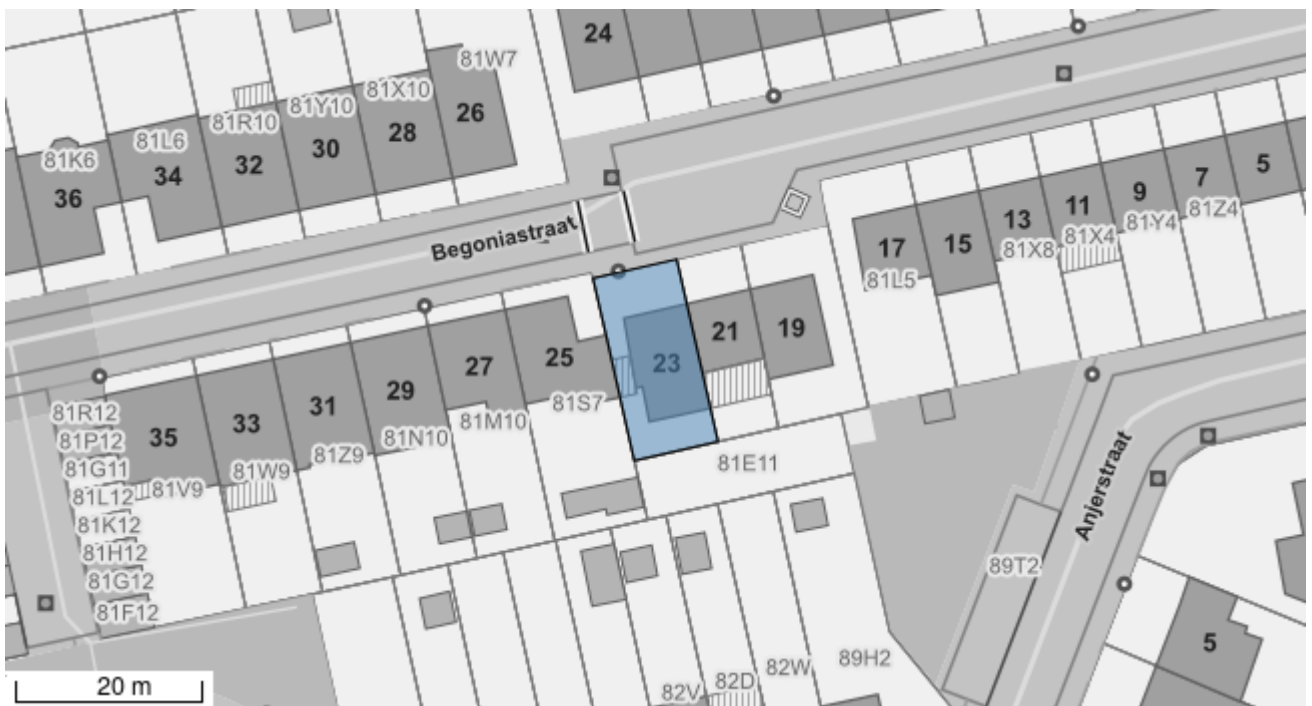 24
81W7
26
81X10
28
81Y10
30
81R10
32
81L6
34
81K6
36
Begoniastraat
5
7
81Z4
9
81Y4
11
81X4
13
81X8
15
17
81L5
19
21
23
25
81S7
27
81M10
29
81N10
31
81Z9
33
81W9
35
81V9
81R12
81P12
81G11
81L12
81K12
81H12
81G12
81F12
81E11
Anjerstraat
89T2
5
89H2
82W
82D
82V
20 m